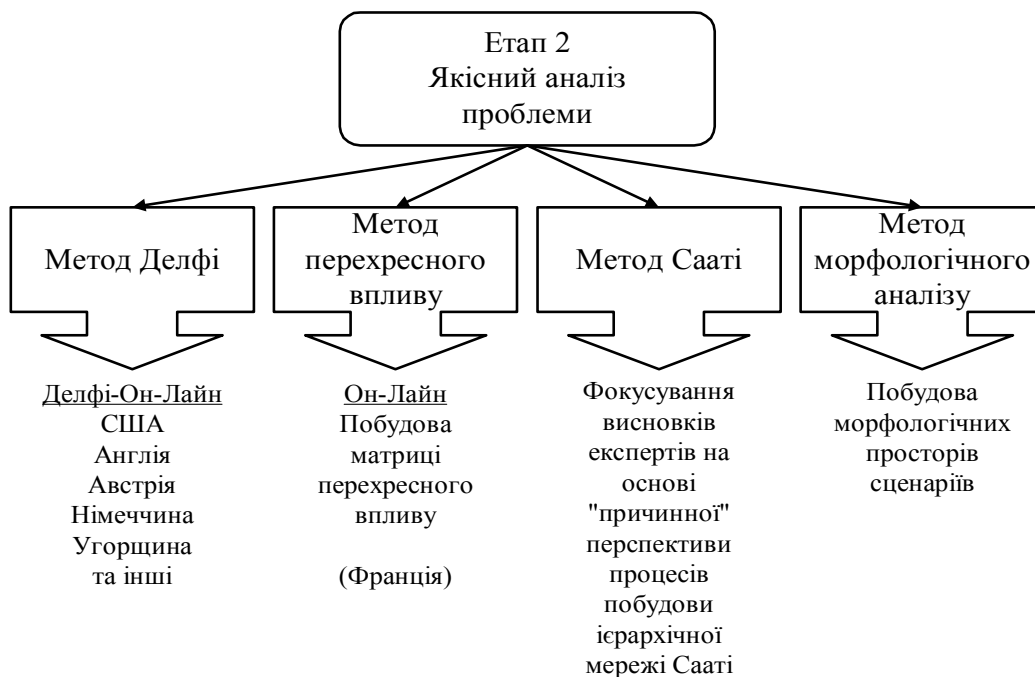 Етап 2
Якісний аналіз
проблеми
Метод Делфі
Метод
перехресного
впливу
Метод Сааті
Метод
морфологічного
аналізу
Делфі-Он-Лайн
США
Англія
Австрія
Німеччина
Угорщина
та інші
Он-Лайн
Побудова
матриці
перехресного
впливу
(Франція)
Фокусування
висновків
експертів на
основі
"причинної"
перспективи
процесів
побудови
ієрархічної
мережі Сааті
Побудова
морфологічних
просторів
сценаріїв